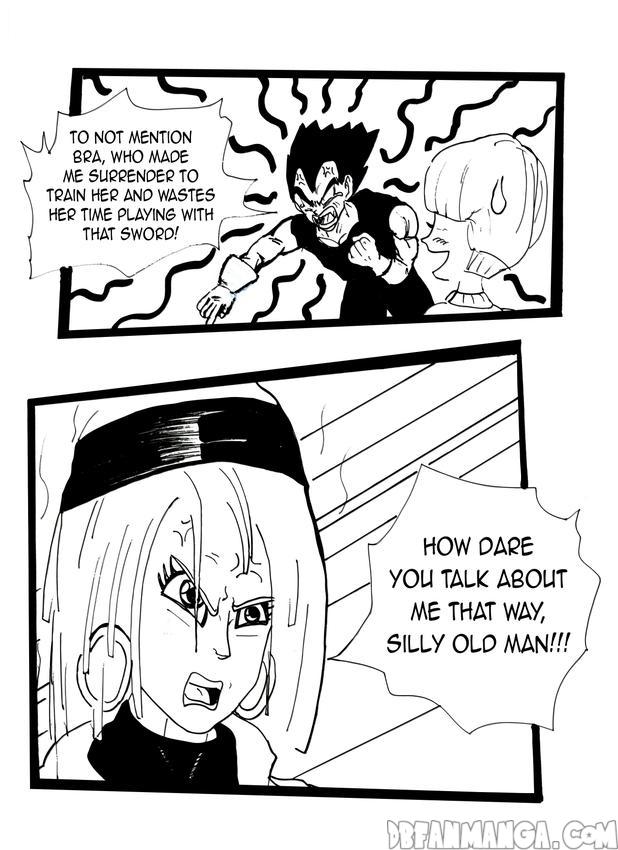 TO NOT MENTION
BRA, WHO MADE
ME SURRENDER TO
TRAIN HER AND WASTES
HER TIME PLAYING WITH
THAT SWORD!
HOW DARE
YOU TALK ABOUT
ME THAT WAY,
SILLY OLD MAN!!!
DBFANMANGA.COM